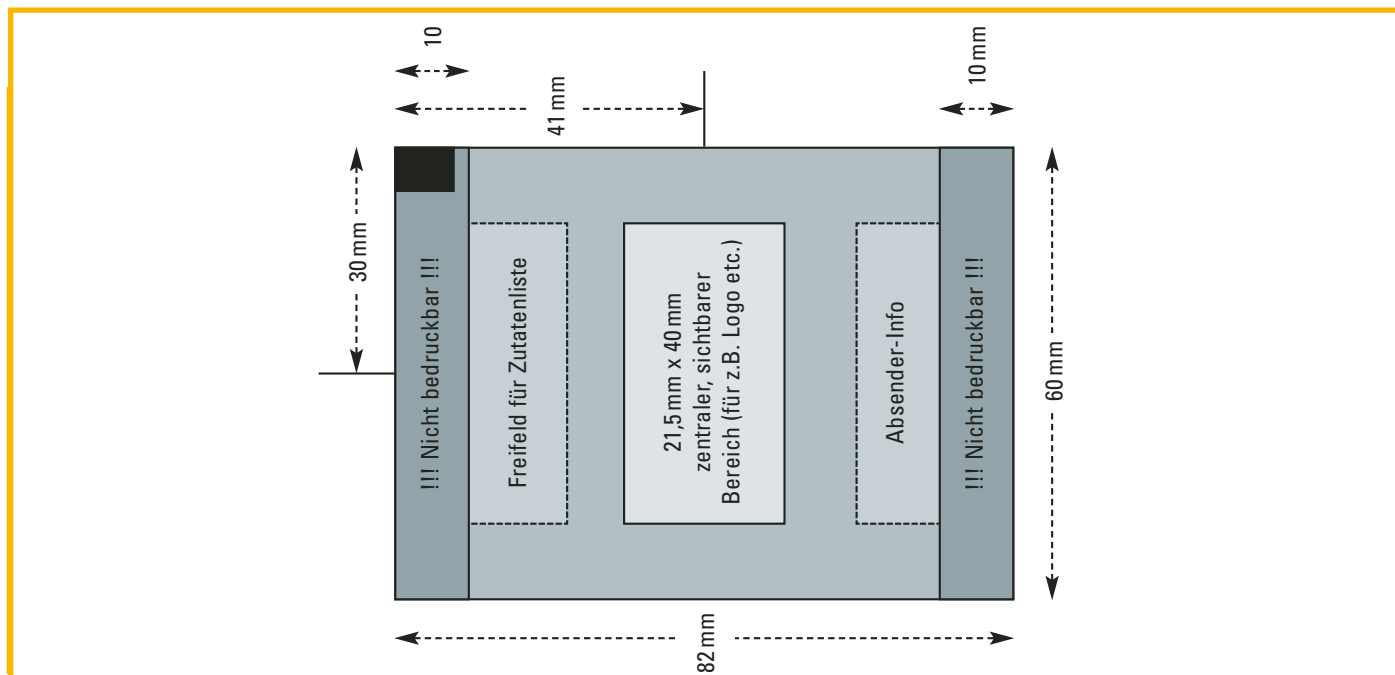 10
41 mm
10 mm
30 mm
!!! Nicht bedruckbar !!!
Freifeld für Zutatenliste
21,5 mm x 40 mm
zentraler, sichtbarer
Bereich (für z.B. Logo etc.)
Absender-Info
!!! Nicht bedruckbar !!!
60 mm
82 mm